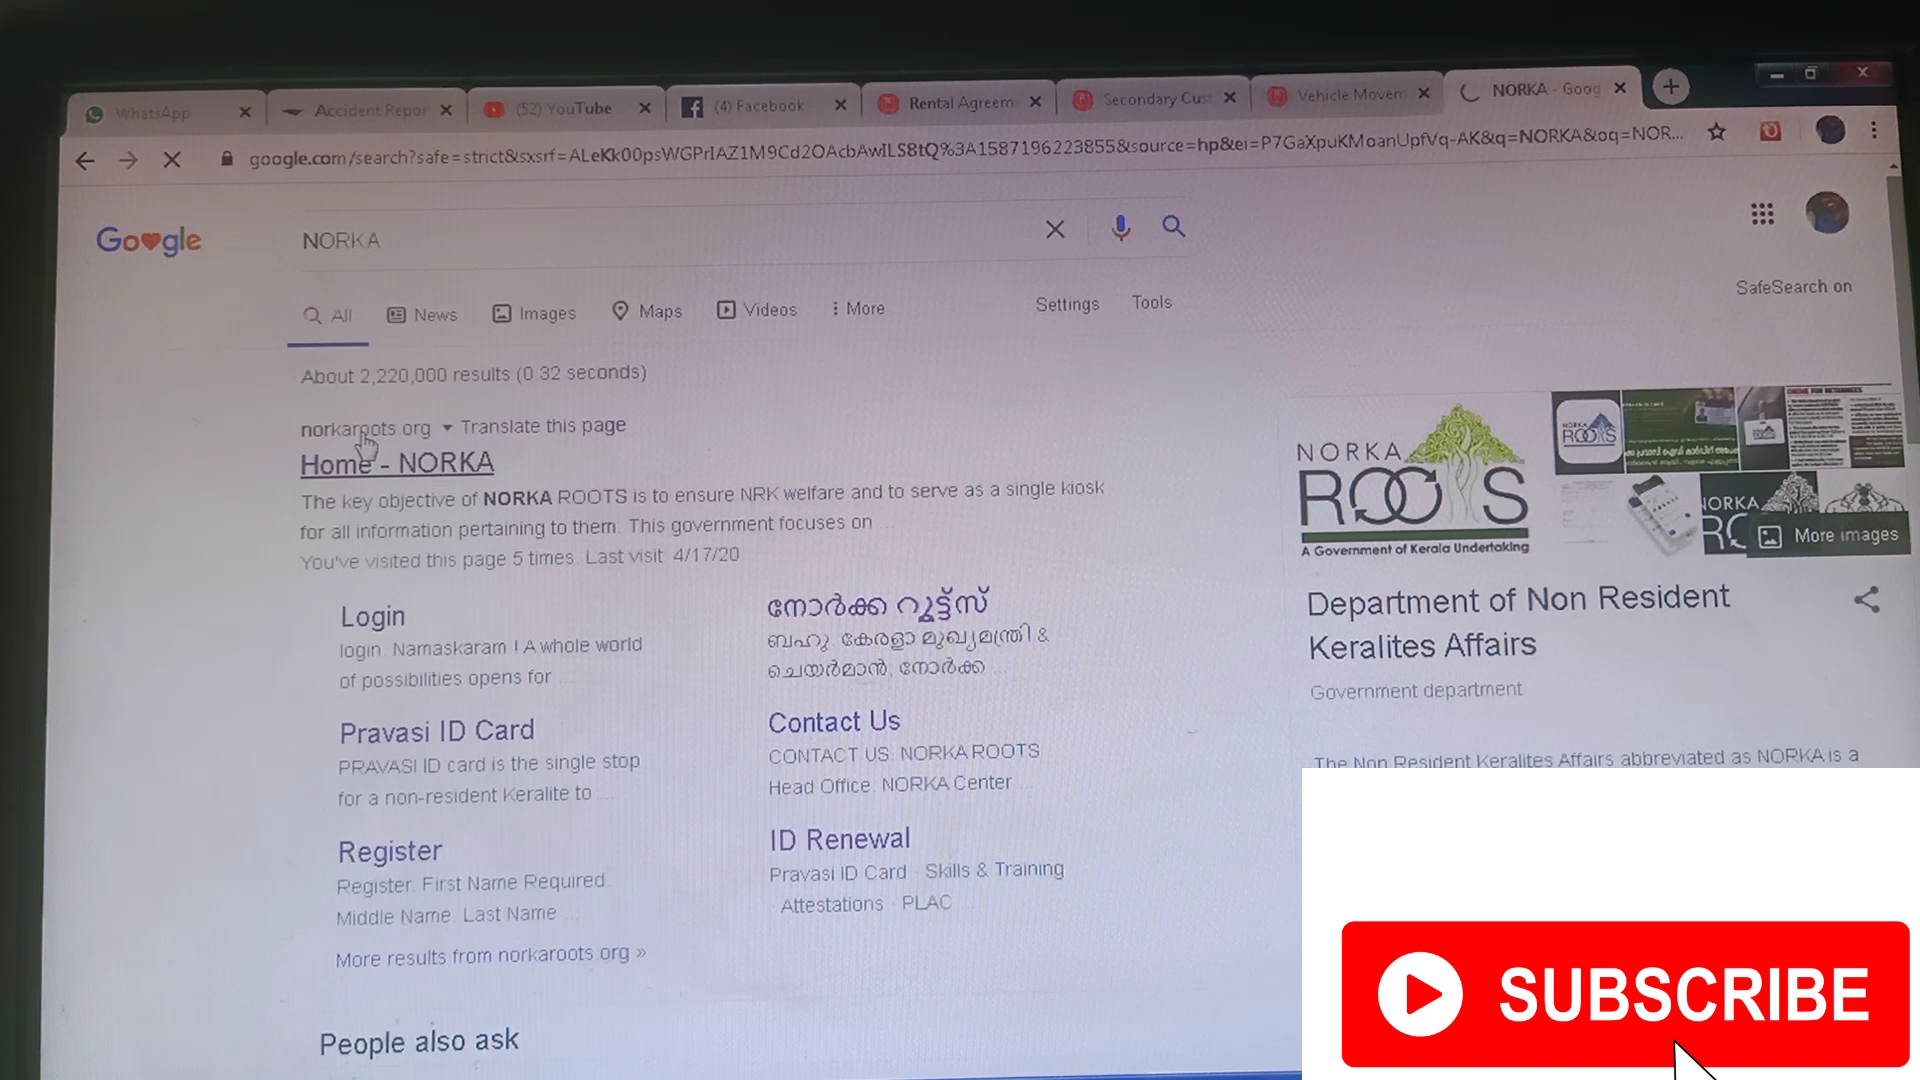 WhatsApp
Accident Repor
(52) YouTube
(4) Facebook
Rental Agreem
Secondary Cus
Vehicle Movem
NORKA - Goog
google.com/search?safe=strict&sxsrf=ALeKk00psWGPrIAZ1M9Cd2OAcbAwILS8tQ%3A1587196223855&source=hp&ei=P7GaXpuKMoanUpfVq-AK&q=NORKA&oq=NOR...
Google
NORKA
All
News
Images
Maps
Videos
More
Settings
Tools
SafeSearch on
About 2,220,000 results (0.32 seconds)
norkaroots.org Translate this page
Home - NORKA
The key objective of NORKA ROOTS is to ensure NRK welfare and to serve as a single kiosk
for all information pertaining to them. This government focuses on ...
You've visited this page 5 times. Last visit: 4/17/20
Login
login. Namaskaram ! A whole world
of possibilities opens for ...
നോർക്ക റൂട്ട്സ്
ബഹു കേരളാ മുഖ്യമന്ത്രി &
ചെയർമാൻ, നോർക്ക ...
Pravasi ID Card
PRAVASI ID card is the single stop
for a non-resident Keralite to ...
Contact Us
CONTACT US. NORKA ROOTS
Head Office. NORKA Center ...
Register
Register. First Name Required.
Middle Name. Last Name ...
ID Renewal
Pravasi ID Card · Skills & Training
· Attestations · PLAC ...
More results from norkaroots.org »
People also ask
NORKA
ROOTS
A Government of Kerala Undertaking
NORKA
ROOTS
NORKA
More images
Department of Non Resident
Keralites Affairs
Government department
The Non Resident Keralites Affairs abbreviated as NORKA is a
SUBSCRIBE